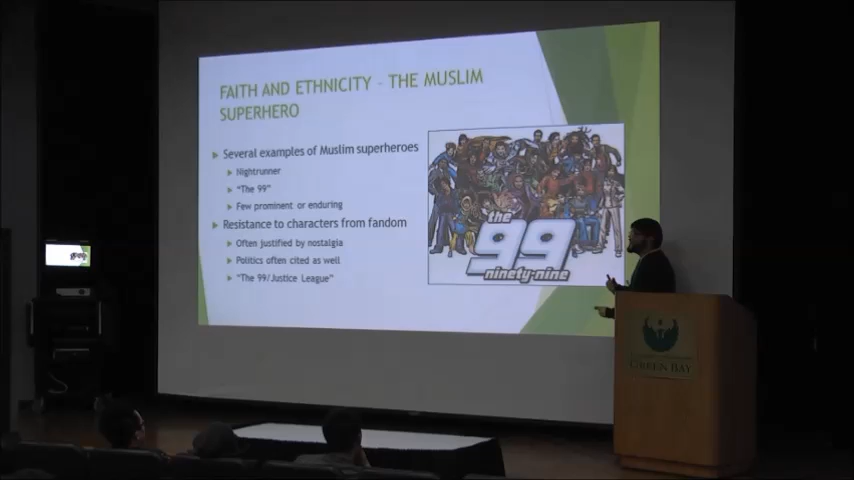 FAITH AND ETHNICITY – THE MUSLIM
SUPERHERO
Several examples of Muslim superheroes
Nightrunner
"The 99"
Few prominent or enduring
Resistance to characters from fandom
Often justified by nostalgia
Politics often cited as well
"The 99/Justice League"
the
99
ninety-nine
GREEN BAY